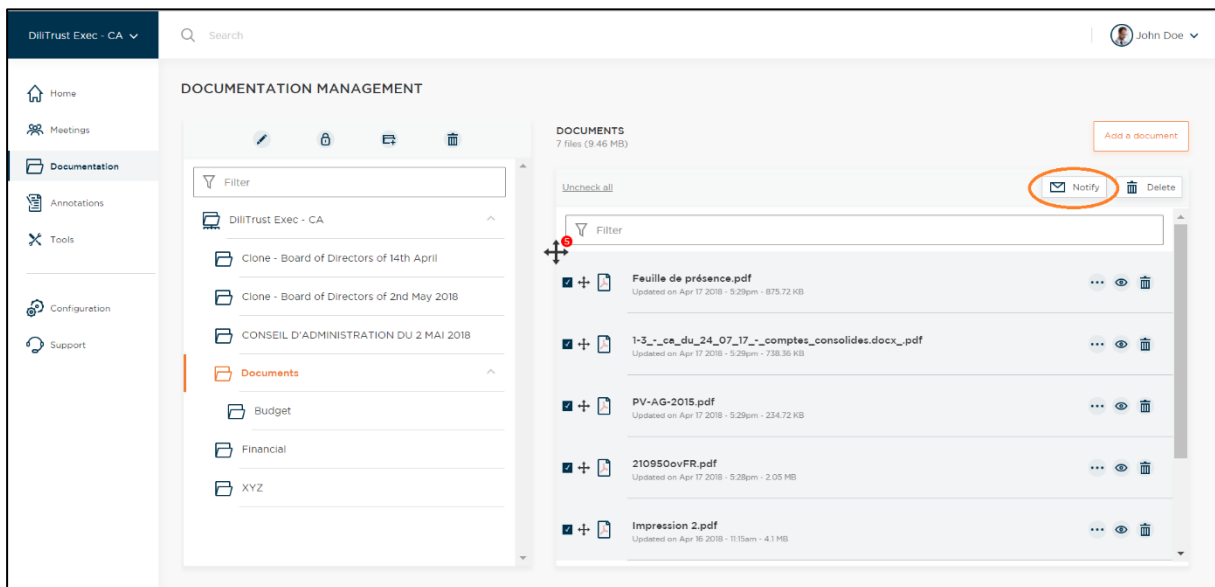 DiliTrust Exec - CA
Search
John Doe
Home
Meetings
Documentation
Annotations
Tools
Configuration
Support
DOCUMENTATION MANAGEMENT
Filter
DiliTrust Exec - CA
Clone - Board of Directors of 14th April
Clone - Board of Directors of 2nd May 2018
CONSEIL D'ADMINISTRATION DU 2 MAI 2018
Documents
Budget
Financial
XYZ
DOCUMENTS
7 files (9.46 MB)
Add a document
Uncheck all
Notify
Delete
Filter
5
Feuille de présence.pdf
Updated on Apr 17 2018 - 5:29pm - 875.72 KB
1-3_-_ca_du_24_07_17_-_comptes_consolides.docx_.pdf
Updated on Apr 17 2018 - 5:29pm - 738.36 KB
PV-AG-2015.pdf
Updated on Apr 17 2018 - 5:29pm - 234.72 KB
210950ovFR.pdf
Updated on Apr 17 2018 - 5:28pm - 2.05 MB
Impression 2.pdf
Updated on Apr 16 2018 - 11:15am - 4.1 MB